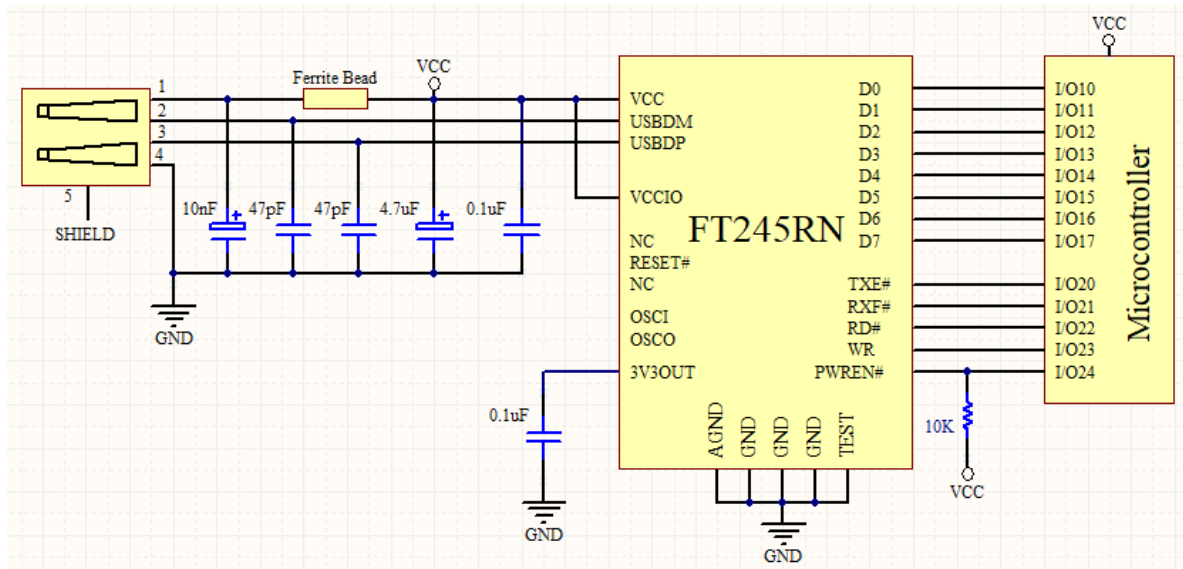 1
2
3
4
5
SHIELD
Ferrite Bead
VCC
10nF
+
47pF
47pF
4.7uF
+
0.1uF
GND
0.1uF
GND
VCC
USBDM
USBDP
VCCIO
NC
RESET#
NC
OSCI
OSCO
3V3OUT
FT245RN
D0
D1
D2
D3
D4
D5
D6
D7
TXE#
RXF#
RD#
WR
PWREN#
AGND
GND
GND
GND
TEST
GND
10K
VCC
VCC
I/O10
I/O11
I/O12
I/O13
I/O14
I/O15
I/O16
I/O17
I/O20
I/O21
I/O22
I/O23
I/O24
Microcontroller